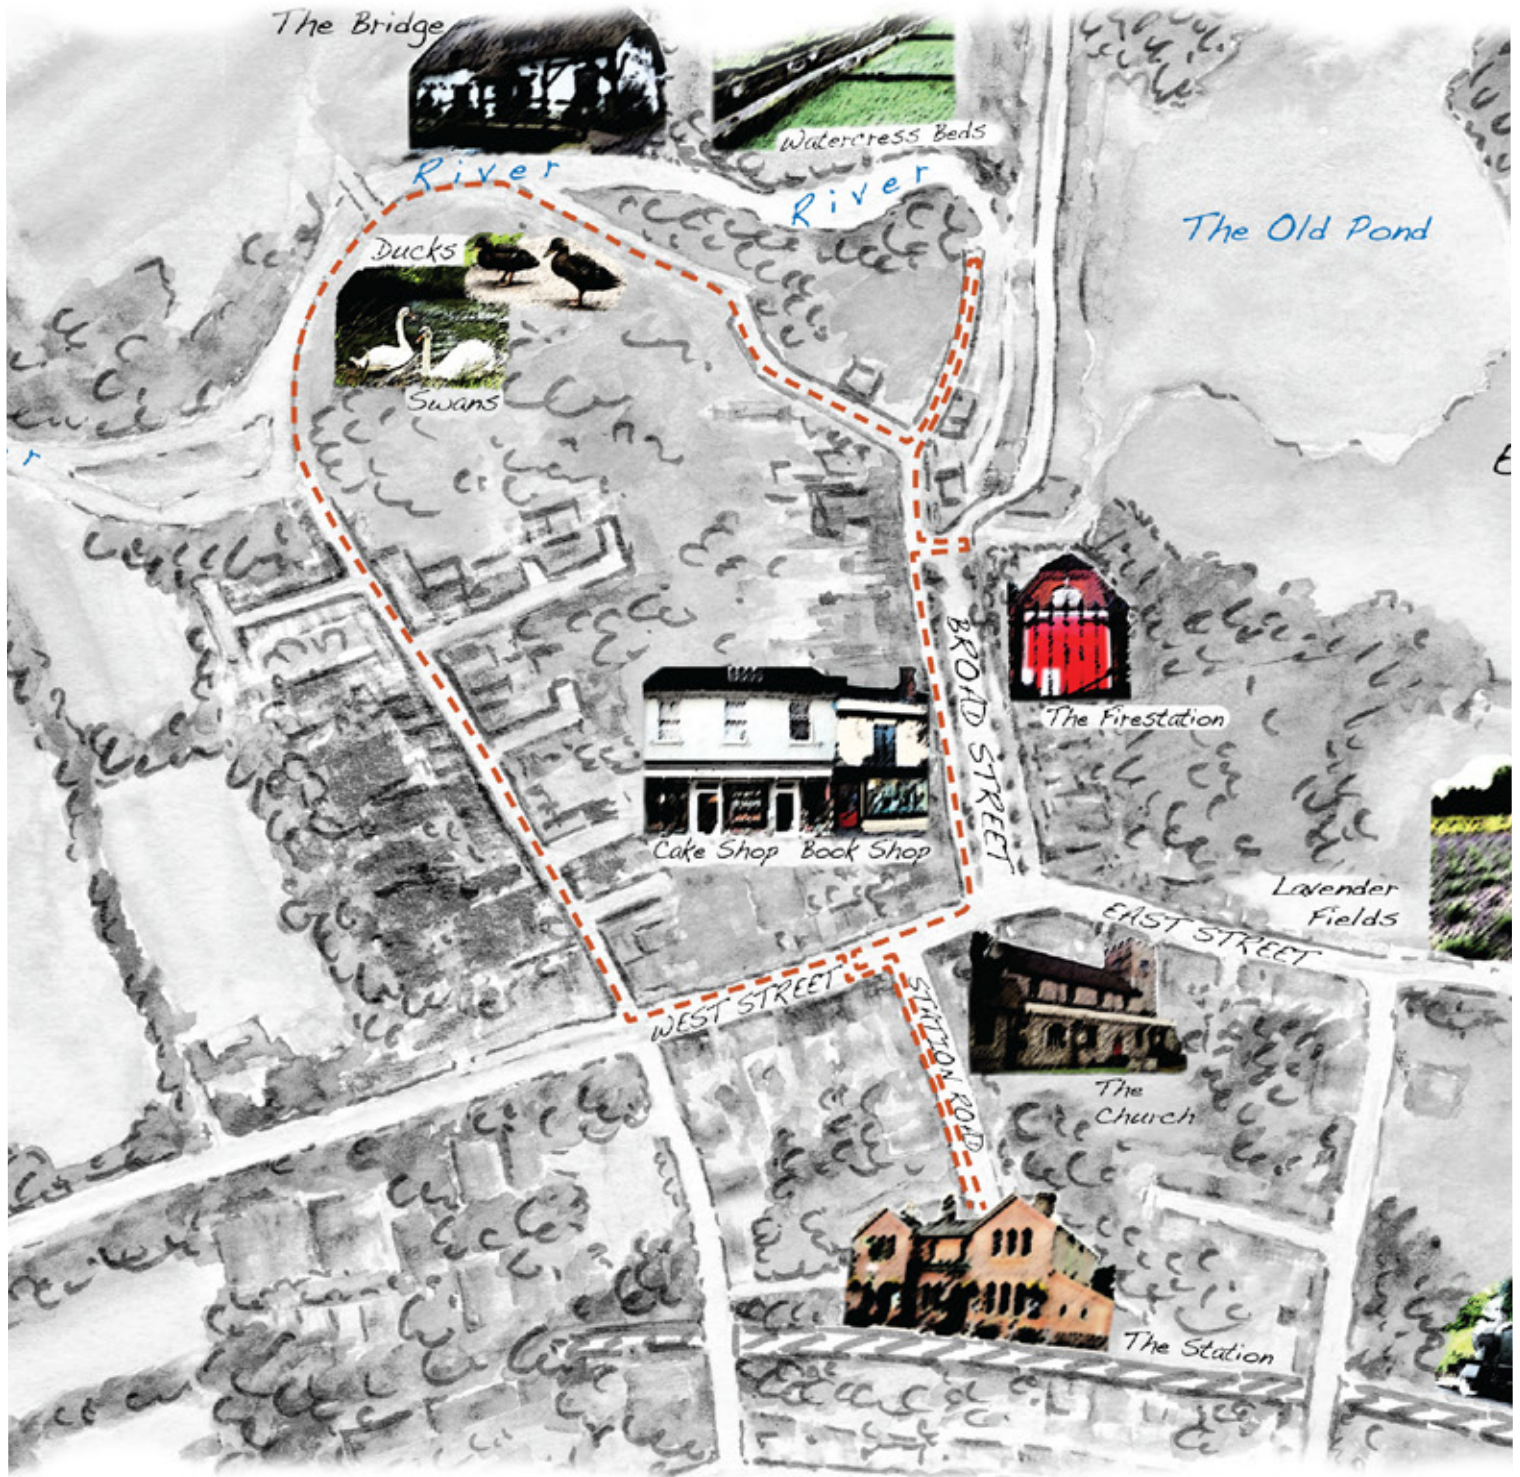 The Bridge
Watercress Beds
River
River
The Old Pond
Ducks
Swans
r
E
BROAD STREET
The Firestation
Cake Shop
Book Shop
Lavender
Fields
EAST STREET
WEST STREET
STATION ROAD
The
Church
The Station